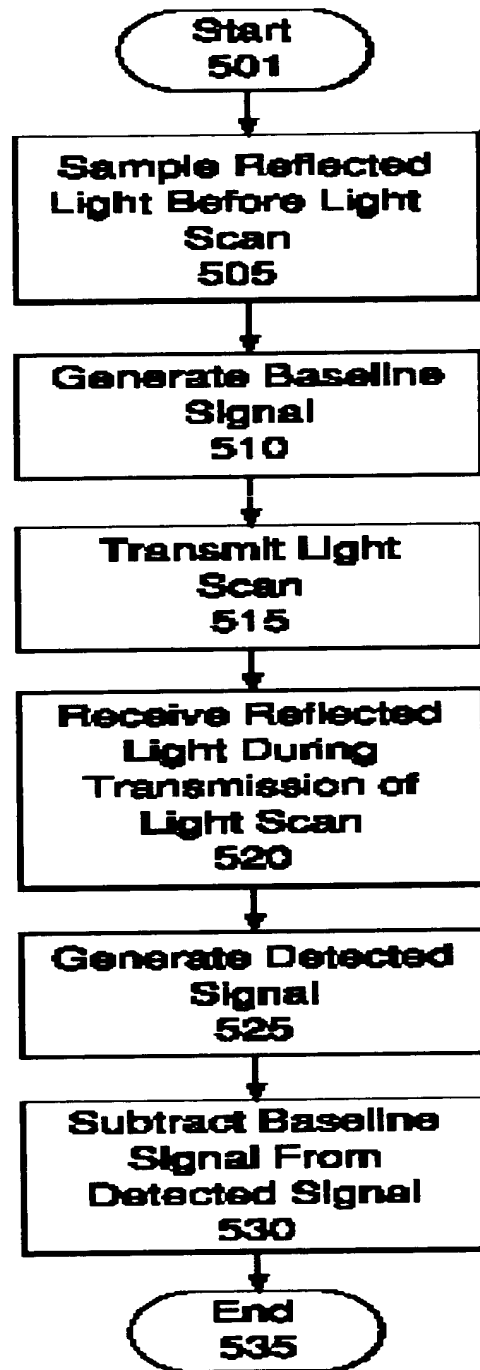 Start
501
Sample Reflected
Light Before Light
Scan
505
Generate Baseline
Signal
510
Transmit Light
Scan
515
Receive Reflected
Light During
Transmission of
Light Scan
520
Generate Detected
Signal
525
Subtract Baseline
Signal From
Detected Signal
530
End
535